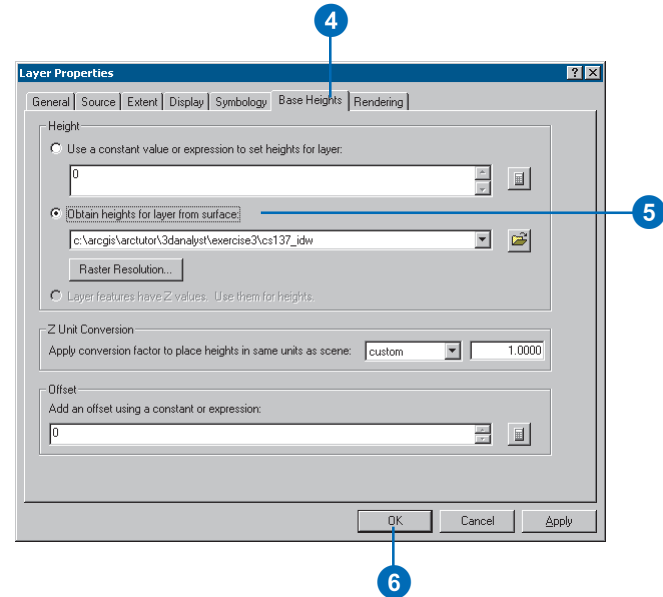 4
Layer Properties
General Source Extent Display Symbology Base Heights Rendering
Height
Use a constant value or expression to set heights for layer:
0
Obtain heights for layer from surface:
5
c:\arcgis\arctutor\3danalyst\exercise3\cs137_idw
Raster Resolution...
Layer features have Z values. Use them for heights.
Z Unit Conversion
Apply conversion factor to place heights in same units as scene: custom 1.0000
Offset
Add an offset using a constant or expression:
0
OK Cancel Apply
6